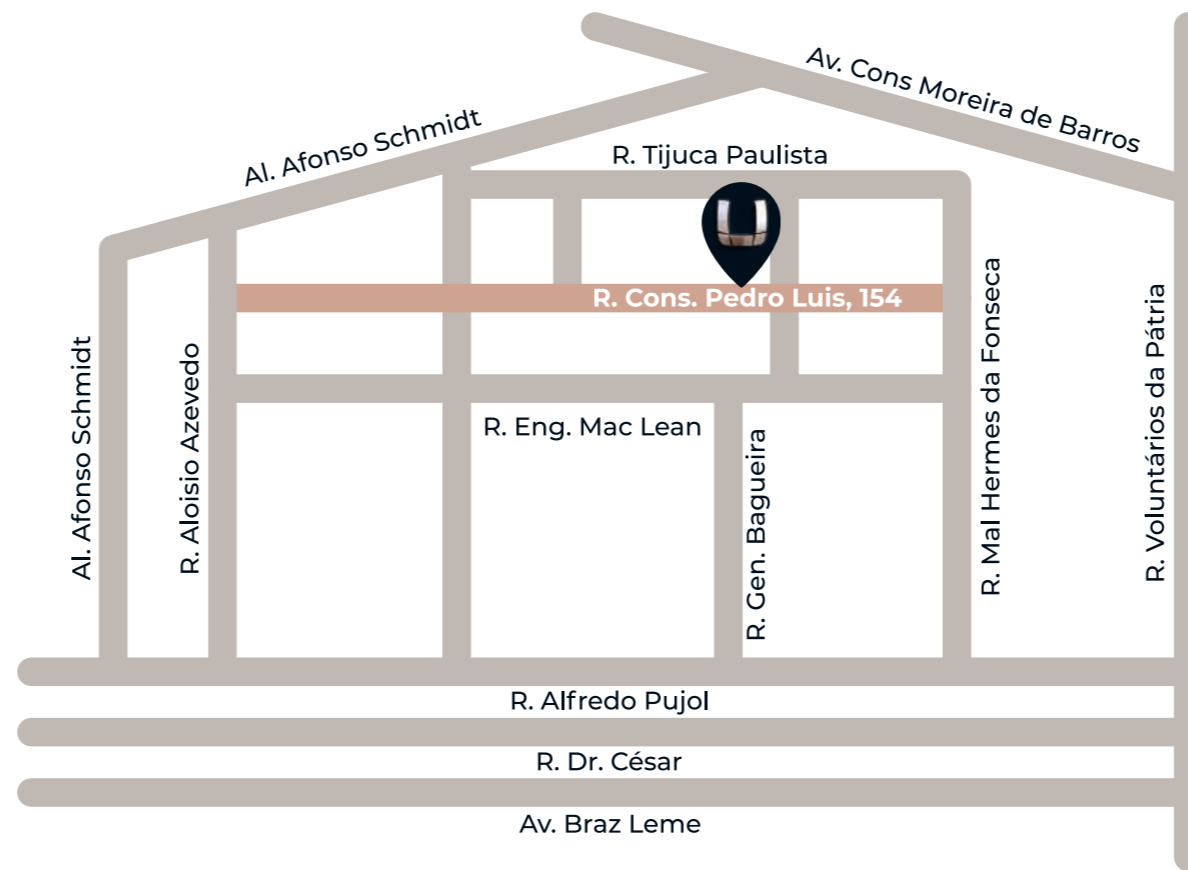 Av. Cons Moreira de Barros
Al. Afonso Schmidt
R. Tijuca Paulista
R. Cons. Pedro Luis, 154
Al. Afonso Schmidt
R. Aloisio Azevedo
R. Eng. Mac Lean
R. Gen. Bagueira
R. Mal Hermes da Fonseca
R. Voluntários da Pátria
R. Alfredo Pujol
R. Dr. César
Av. Braz Leme